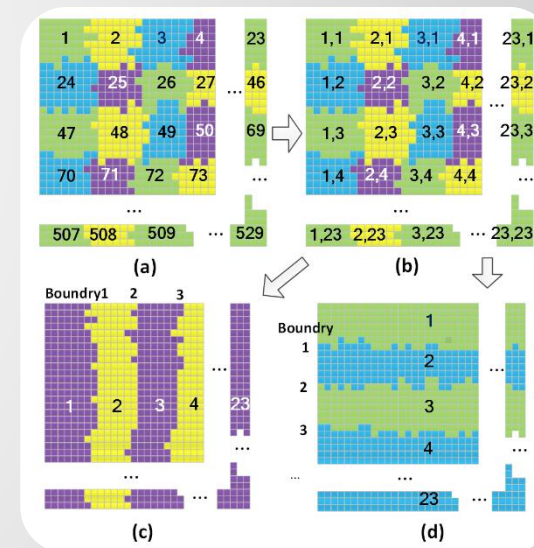 1 2 3 4 23
24 25 26 27 ... 46
47 48 49 50 69
70 71 72 73 ...
...
507 508 509 ... 529
(a)
1,1 2,1 3,1 4,1 23,1
1,2 2,2 3,2 4,2 ... 23,2
1,3 2,3 3,3 4,3 23,3
1,4 2,4 3,4 4,4 ...
...
1,23 2,23 3,23 ... 23,23
(b)
Boundry1 2 3
...
1 2 3 4 23
...
...
...
(c)
Boundry
1
1
2
...
2
3
3
4
...
...
...
23 ...
(d)